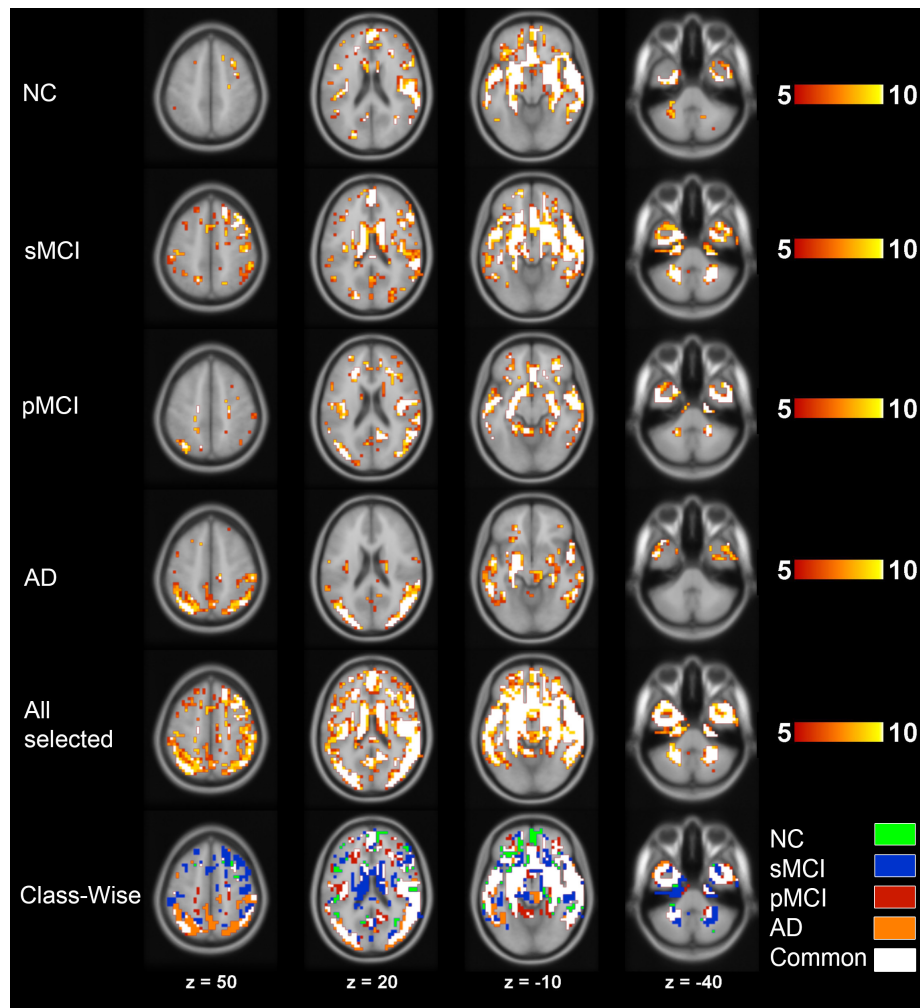 NC
5 10
sMCI
5 10
pMCI
5 10
AD
5 10
All
selected
5 10
Class-Wise
NC
sMCI
pMCI
AD
Common
z = 50 z = 20 z = -10 z = -40